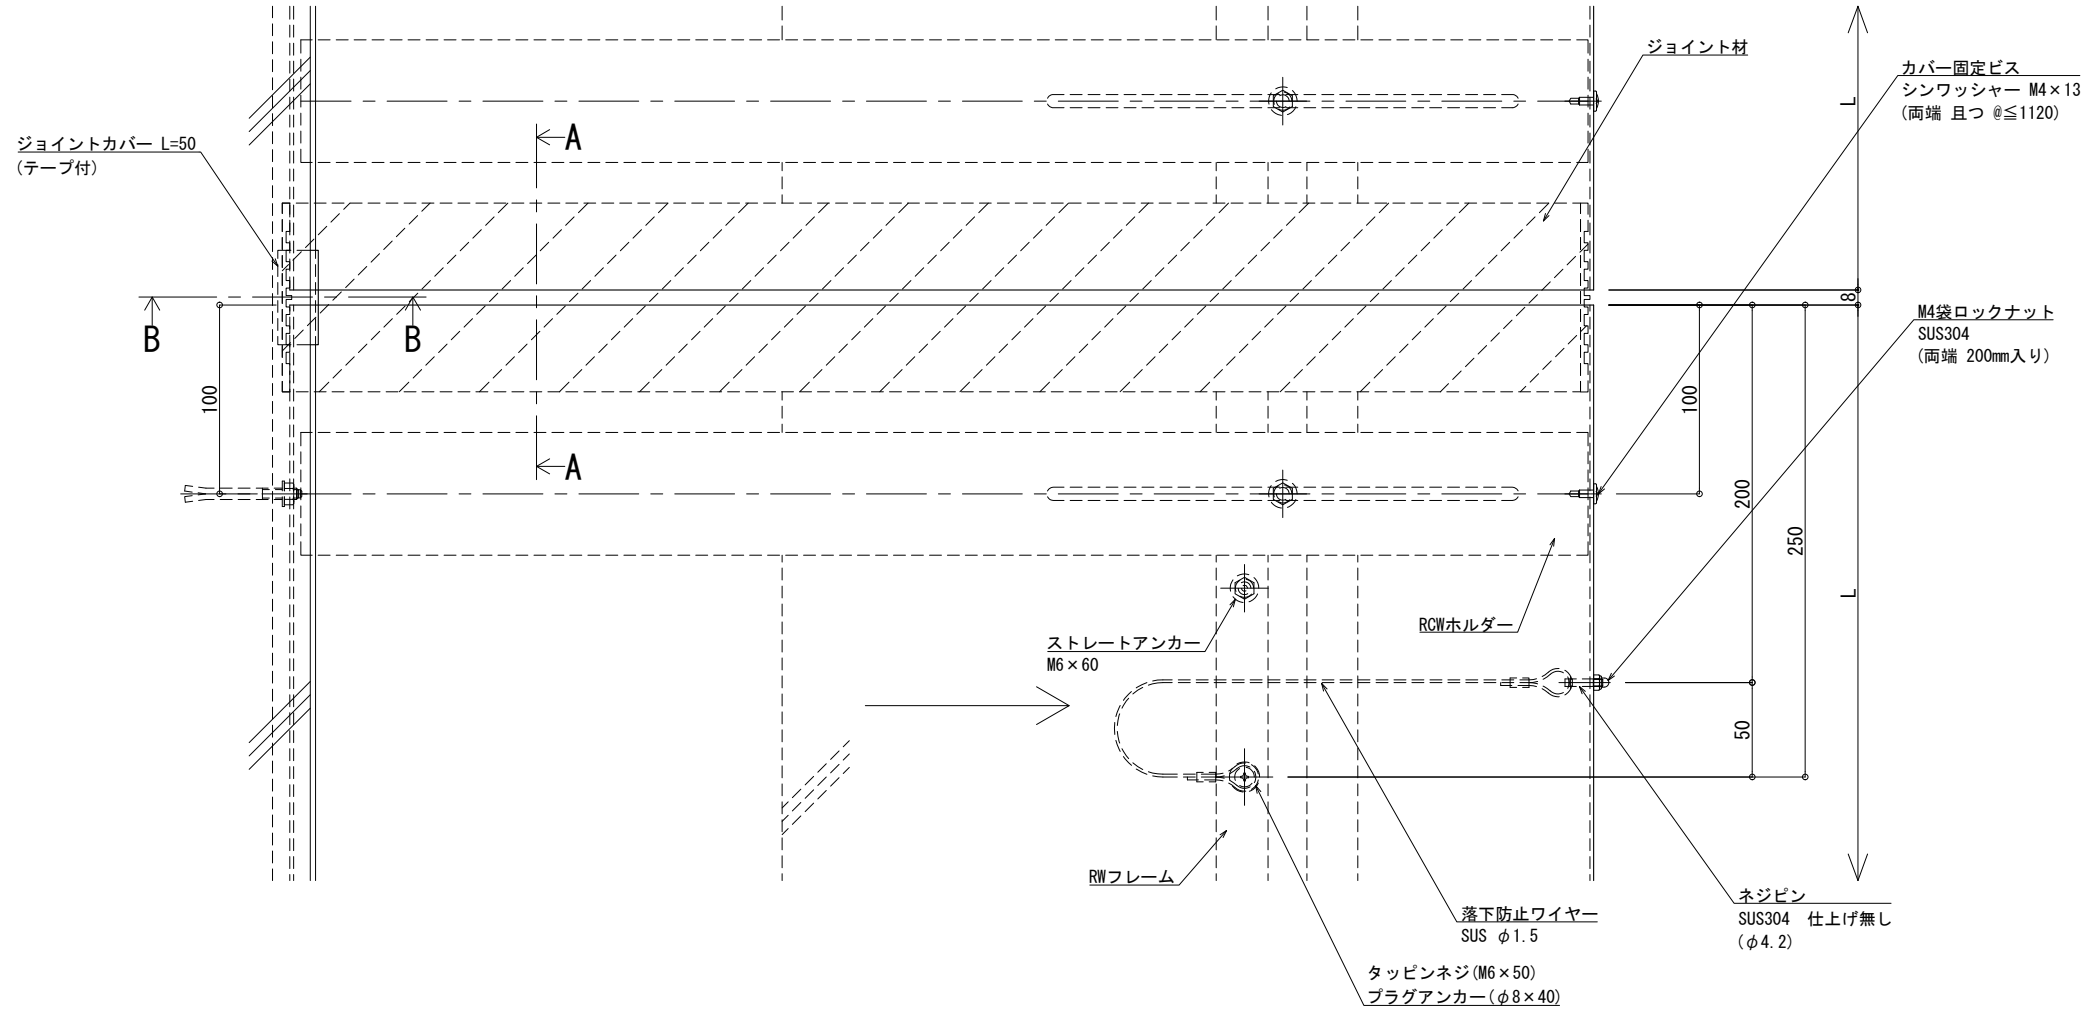 ジョイント材
カバー固定ビス
シンワッシャー M4×13
(両端 且つ @≦1120)
L
A
ジョイントカバー L=50
(テープ付)
8
B
B
M4袋ロックナット
SUS304
(両端 200mm入り)
100
100
A
200
250
L
RCWホルダー
ストレートアンカー
M6×60
50
RWフレーム
ネジピン
SUS304 仕上げ無し
(φ4.2)
落下防止ワイヤー
SUS φ1.5
タッピンネジ(M6×50)
プラグアンカー(φ8×40)